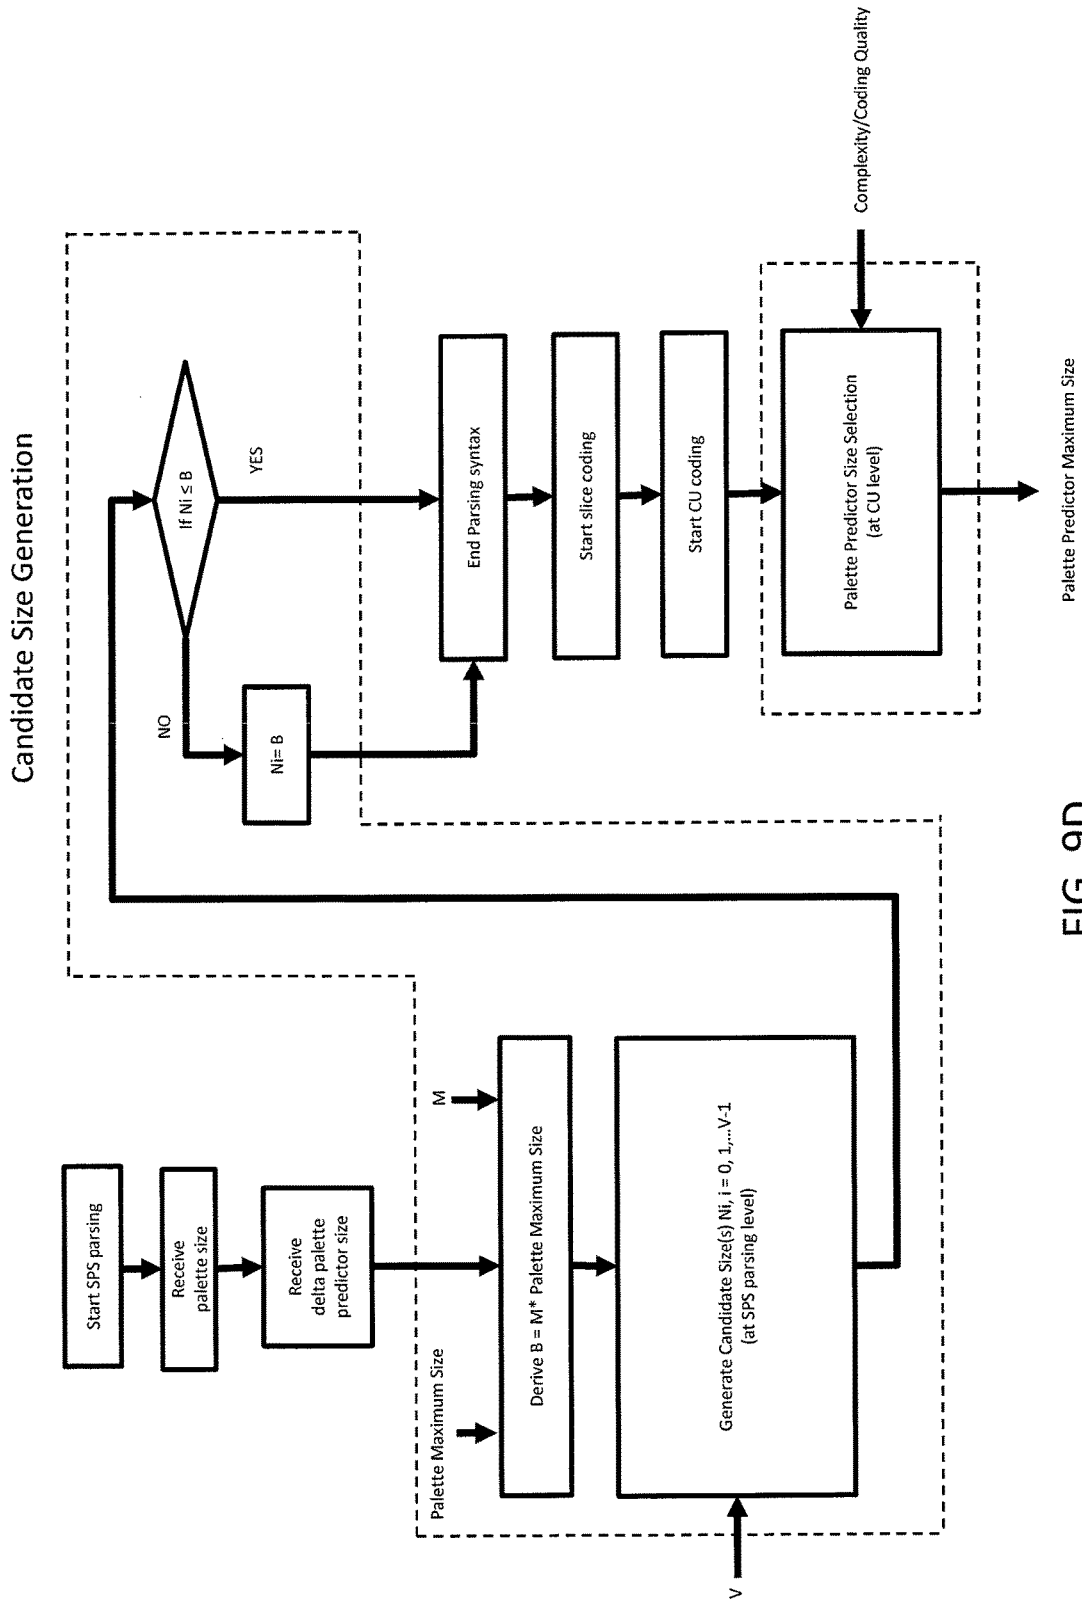 Candidate Size Generation
Start SPS parsing
Receive
palette size
Receive
delta palette
predictor size
Palette Maximum Size
M
Derive B = M* Palette Maximum Size
V
Generate Candidate Size(s) Ni, i = 0, 1,...V-1
(at SPS parsing level)
If Ni ≤ B
NO
YES
Ni= B
End Parsing syntax
Start slice coding
Start CU coding
Complexity/Coding Quality
Palette Predictor Size Selection
(at CU level)
Palette Predictor Maximum Size
FIG. 9D